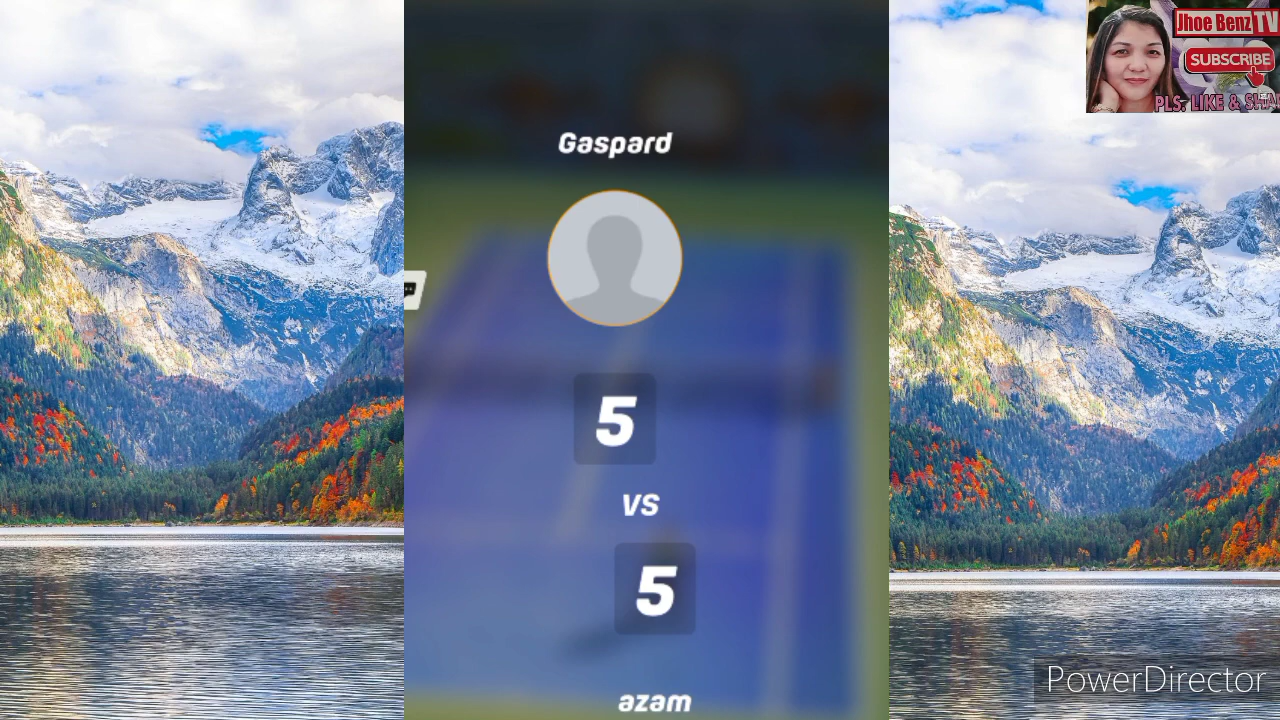 Jhoe Benz TV
SUBSCRIBE
PLS. LIKE & SHA
Gaspard
5
VS
5
azam
PowerDirector